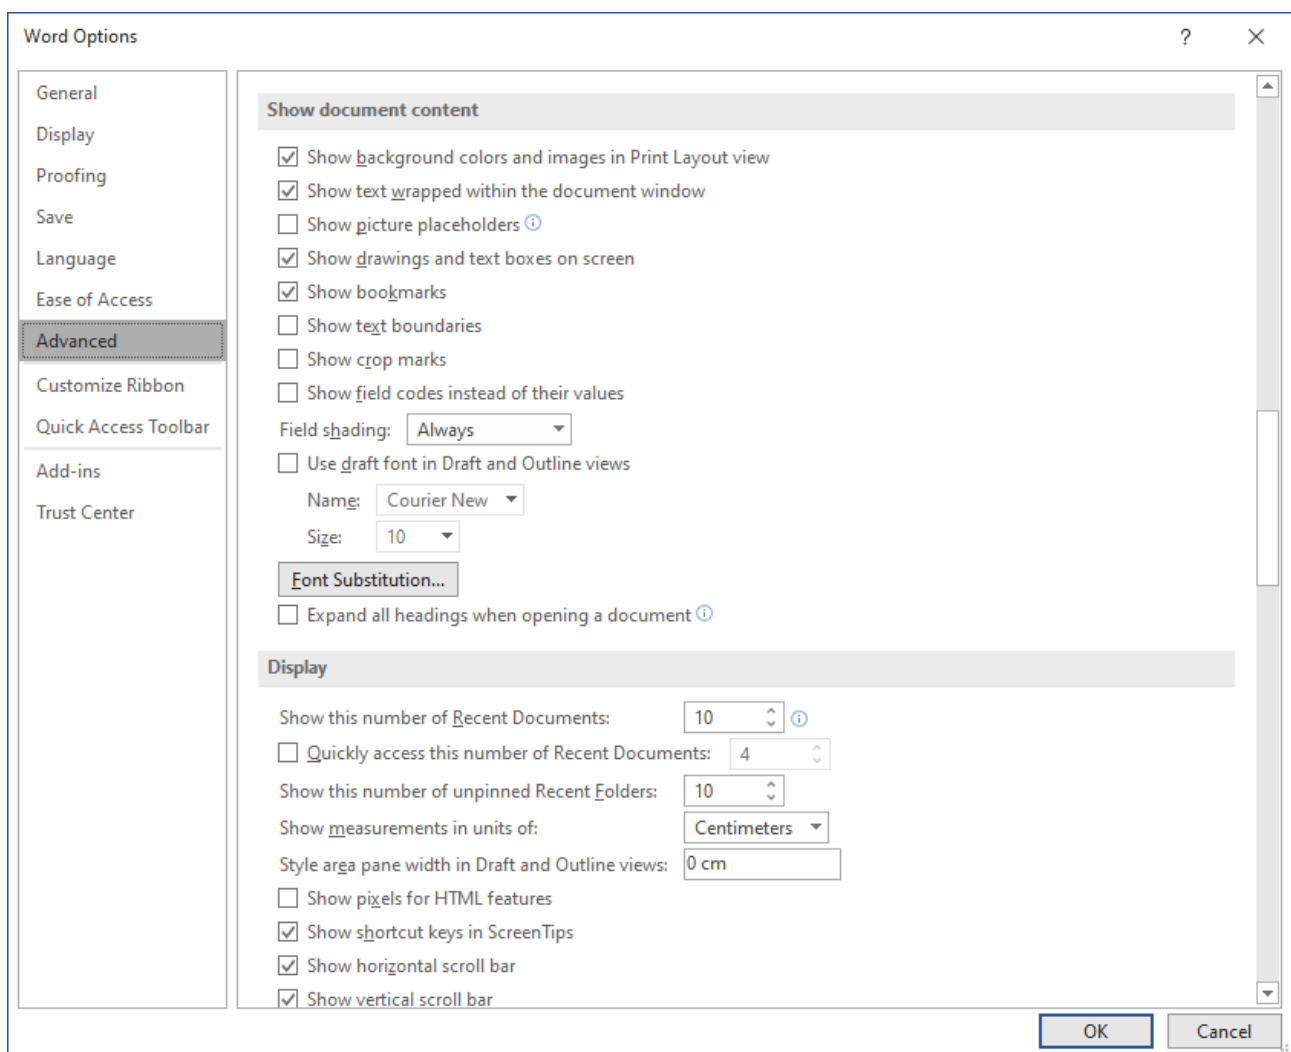 Word Options
?
General
Display
Proofing
Save
Language
Ease of Access
Advanced
Customize Ribbon
Quick Access Toolbar
Add-ins
Trust Center
Show document content
Show background colors and images in Print Layout view
Show text wrapped within the document window
Show picture placeholders
Show drawings and text boxes on screen
Show bookmarks
Show text boundaries
Show crop marks
Show field codes instead of their values
Field shading: Always
Use draft font in Draft and Outline views
Name: Courier New
Size: 10
Font Substitution...
Expand all headings when opening a document
Display
Show this number of Recent Documents: 10
Quickly access this number of Recent Documents: 4
Show this number of unpinned Recent Folders: 10
Show measurements in units of: Centimeters
Style area pane width in Draft and Outline views: 0 cm
Show pixels for HTML features
Show shortcut keys in ScreenTips
Show horizontal scroll bar
Show vertical scroll bar
OK Cancel